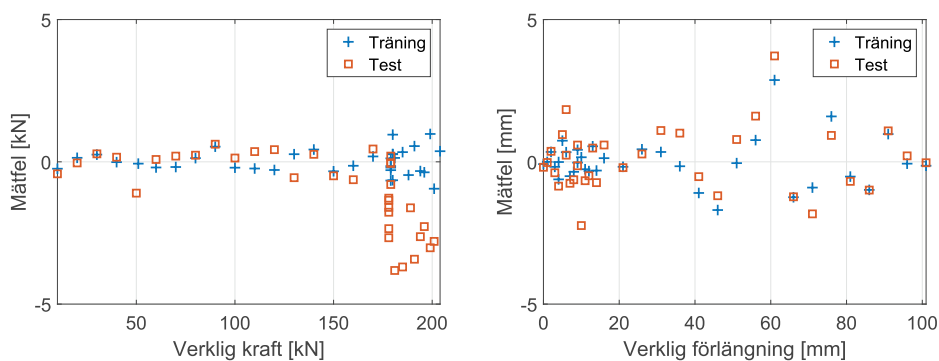 5
0
-5
Mätfel [kN]
50
100
150
200
Verklig kraft [kN]
Träning
Test
5
0
-5
Mätfel [mm]
0
20
40
60
80
100
Verklig förlängning [mm]
Träning
Test